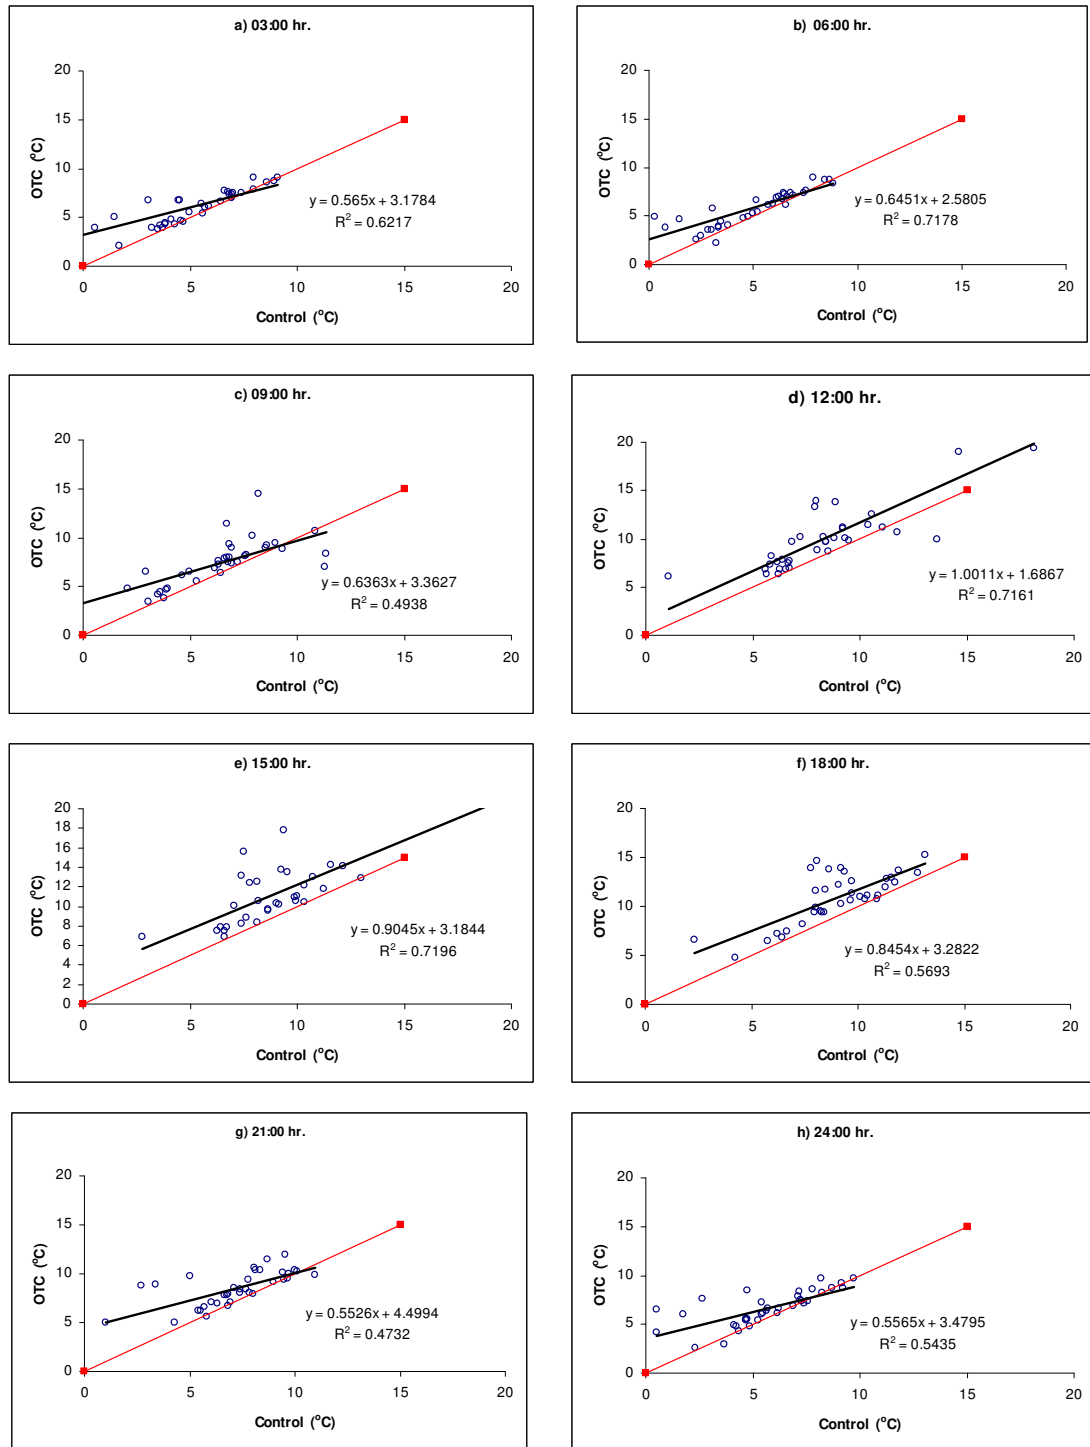 a) 03:00 hr.
20
15
10
5
0
OTC (°C)
y = 0.565x + 3.1784
R² = 0.6217
0 5 10 15 20
Control (°C)
b) 06:00 hr.
20
15
10
5
0
OTC (°C)
y = 0.6451x + 2.5805
R² = 0.7178
0 5 10 15 20
Control (°C)
c) 09:00 hr.
20
15
10
5
0
OTC (°C)
y = 0.6363x + 3.3627
R² = 0.4938
0 5 10 15 20
Control (°C)
d) 12:00 hr.
20
15
10
5
0
OTC (°C)
y = 1.0011x + 1.6867
R² = 0.7161
0 5 10 15 20
Control (°C)
e) 15:00 hr.
20
18
16
14
12
10
8
6
4
2
0
OTC (°C)
y = 0.9045x + 3.1844
R² = 0.7196
0 5 10 15 20
Control (°C)
f) 18:00 hr.
20
15
10
5
0
OTC (°C)
y = 0.8454x + 3.2822
R² = 0.5693
0 5 10 15 20
Control (°C)
g) 21:00 hr.
20
15
10
5
0
OTC (°C)
y = 0.5526x + 4.4994
R² = 0.4732
0 5 10 15 20
Control (°C)
h) 24:00 hr.
20
15
10
5
0
OTC (°C)
y = 0.5565x + 3.4795
R² = 0.5435
0 5 10 15 20
Control (°C)